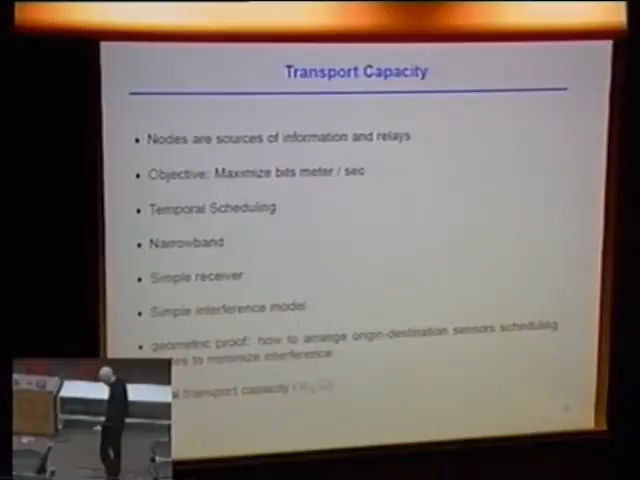 Transport Capacity
• Nodes are sources of information and relays
• Objective: Maximize bits meter / sec
• Temporal Scheduling
• Narrowband
• Simple receiver
• Simple interference model
• geometric proof: how to arrange origin-destination sensors scheduling
to minimize interference
transport capacity